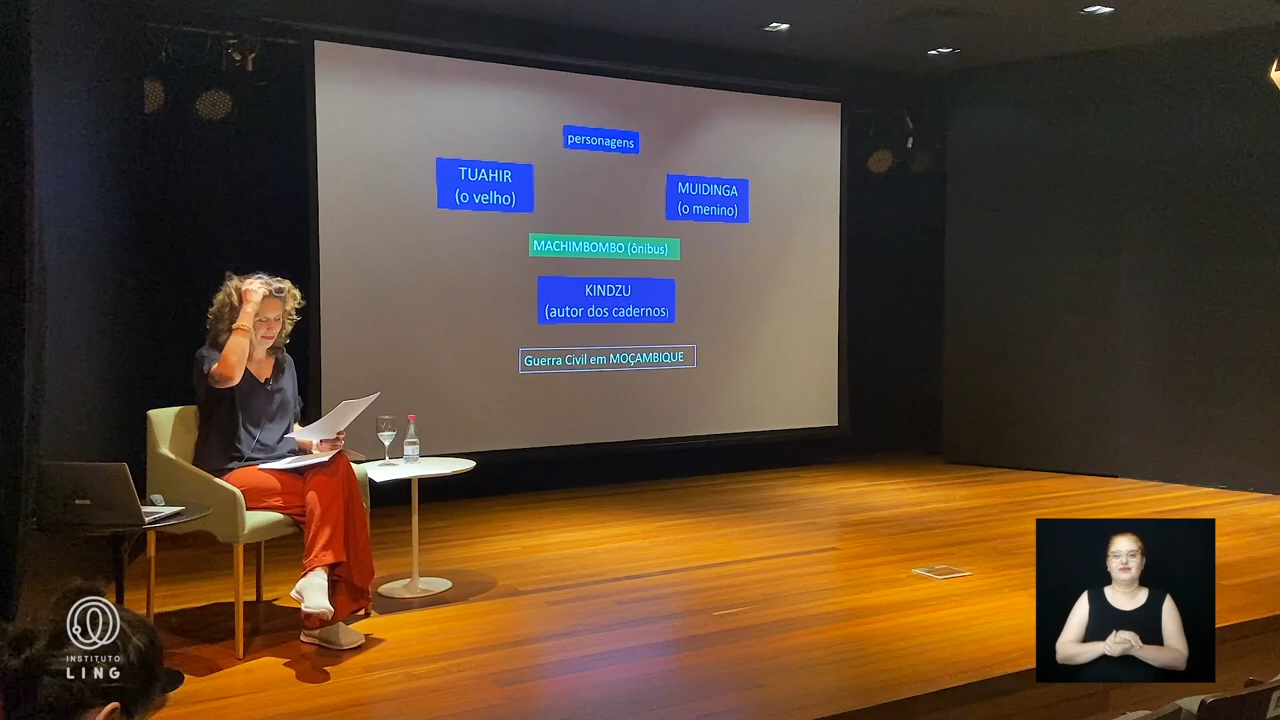 personagens
TUAHIR
(o velho)
MUIDINGA
(o menino)
MACHIMBOMBO (ônibus)
KINDZU
(autor dos cadernos)
Guerra Civil em MOÇAMBIQUE
INSTITUTO
LING